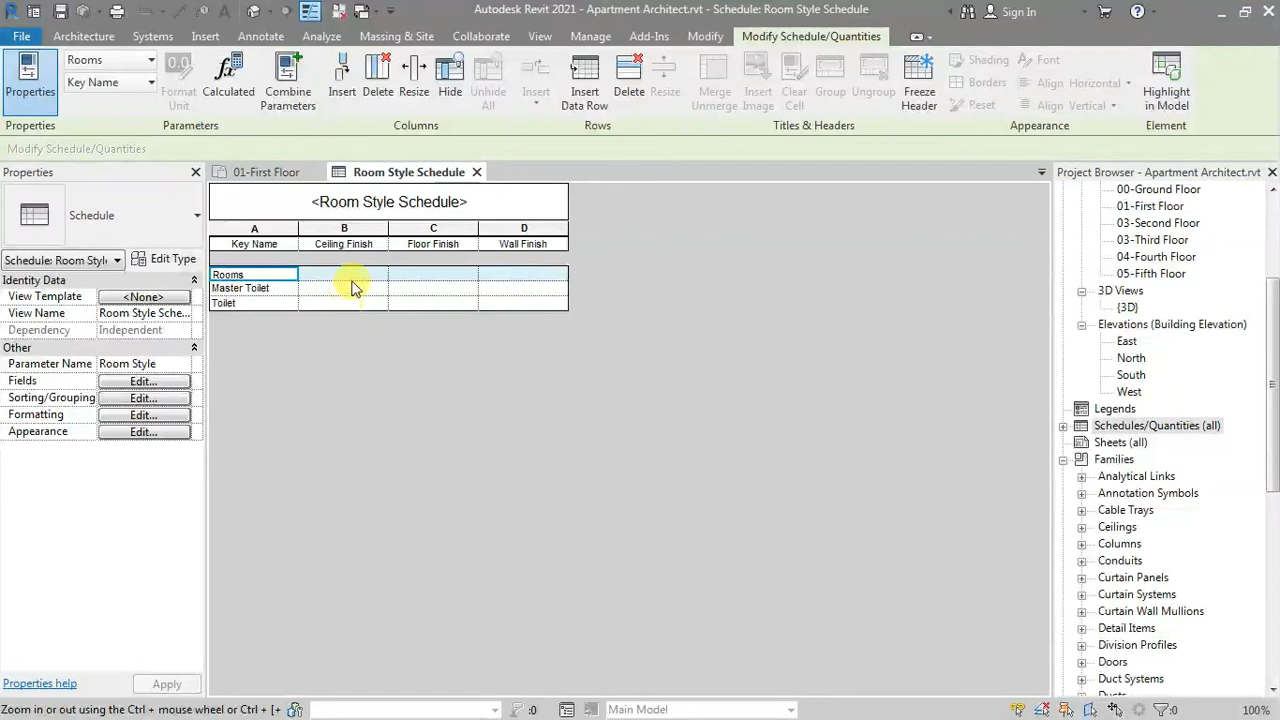 Autodesk Revit 2021 - Apartment Architect.rvt - Schedule: Room Style Schedule
Sign In
File Architecture Systems Insert Annotate Analyze Massing & Site Collaborate View Manage Add-Ins Modify Modify Schedule/Quantities
Properties
Rooms
Key Name
Format Unit
Calculated
Combine Parameters
Insert
Delete
Resize
Hide
Unhide All
Insert
Insert Data Row
Delete
Resize
Merge Unmerge
Insert Image
Clear Cell
Group
Ungroup
Freeze Header
Shading
Borders
Reset
Font
Align Horizontal
Align Vertical
Highlight in Model
Properties Parameters Columns Rows Titles & Headers Appearance Element
Modify Schedule/Quantities
Properties
Schedule
Schedule: Room Style
Edit Type
Identity Data
View Template <None>
View Name Room Style Sche...
Dependency Independent
Other
Parameter Name Room Style
Fields Edit...
Sorting/Grouping Edit...
Formatting Edit...
Appearance Edit...
Properties help
Apply
01-First Floor
Room Style Schedule
<Room Style Schedule>
A B C D
Key Name Ceiling Finish Floor Finish Wall Finish
Rooms
Master Toilet
Toilet
Project Browser - Apartment Architect.rvt
00-Ground Floor
01-First Floor
03-Second Floor
03-Third Floor
04-Fourth Floor
05-Fifth Floor
3D Views
{3D}
Elevations (Building Elevation)
East
North
South
West
Legends
Schedules/Quantities (all)
Sheets (all)
Families
Analytical Links
Annotation Symbols
Cable Trays
Ceilings
Columns
Conduits
Curtain Panels
Curtain Systems
Curtain Wall Mullions
Detail Items
Division Profiles
Doors
Duct Systems
Ducts
Zoom in or out using the Ctrl + mouse wheel or Ctrl + [+
:0
Main Model
:0
100%